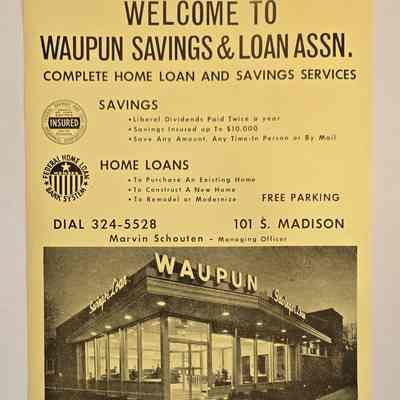 WELCOME TO
WAUPUN SAVINGS & LOAN ASSN.
COMPLETE HOME LOAN AND SAVINGS SERVICES
INSURED
SAVINGS
• Liberal Dividends Paid Twice a year
• Savings Insured up To $10,000
• Save Any Amount, Any Time-In Person or By Mail
FEDERAL HOME LOAN BANK SYSTEM
HOME LOANS
• To Purchase An Existing Home
• To Construct A New Home
• To Remodel or Modernize
FREE PARKING
DIAL 324-5528
101 S. MADISON
Marvin Schouten - Managing Officer
WAUPUN
Savings & Loan
Savings & Loan